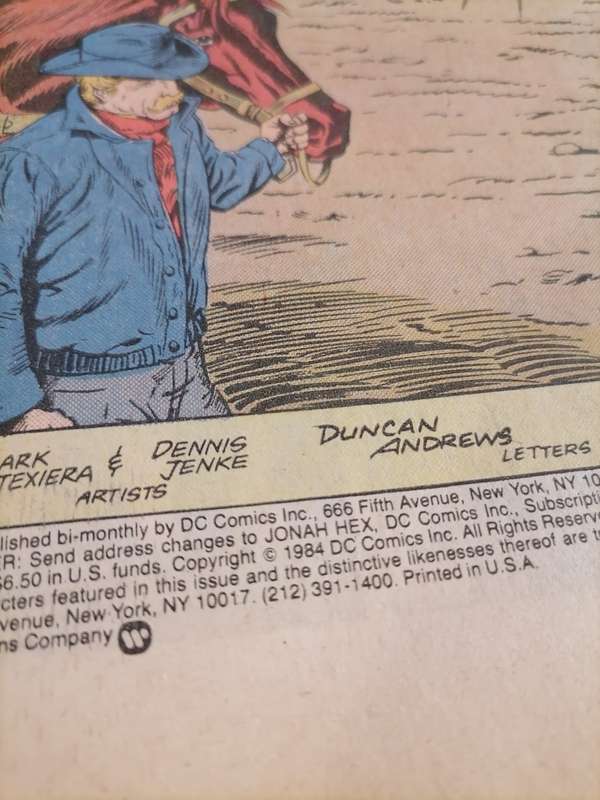 ARK
TEXIERA & DENNIS JENKE
ARTISTS
DUNCAN
ANDREWS
LETTERS
lished bi-monthly by DC Comics Inc., 666 Fifth Avenue, New York, NY 10
ER: Send address changes to JONAH HEX, DC Comics Inc., Subscripti
$6.50 in U.S. funds. Copyright © 1984 DC Comics Inc. All Rights Reserve
cters featured in this issue and the distinctive likenesses thereof are tr
venue, New York, NY 10017. (212) 391-1400. Printed in U.S.A.
ns Company